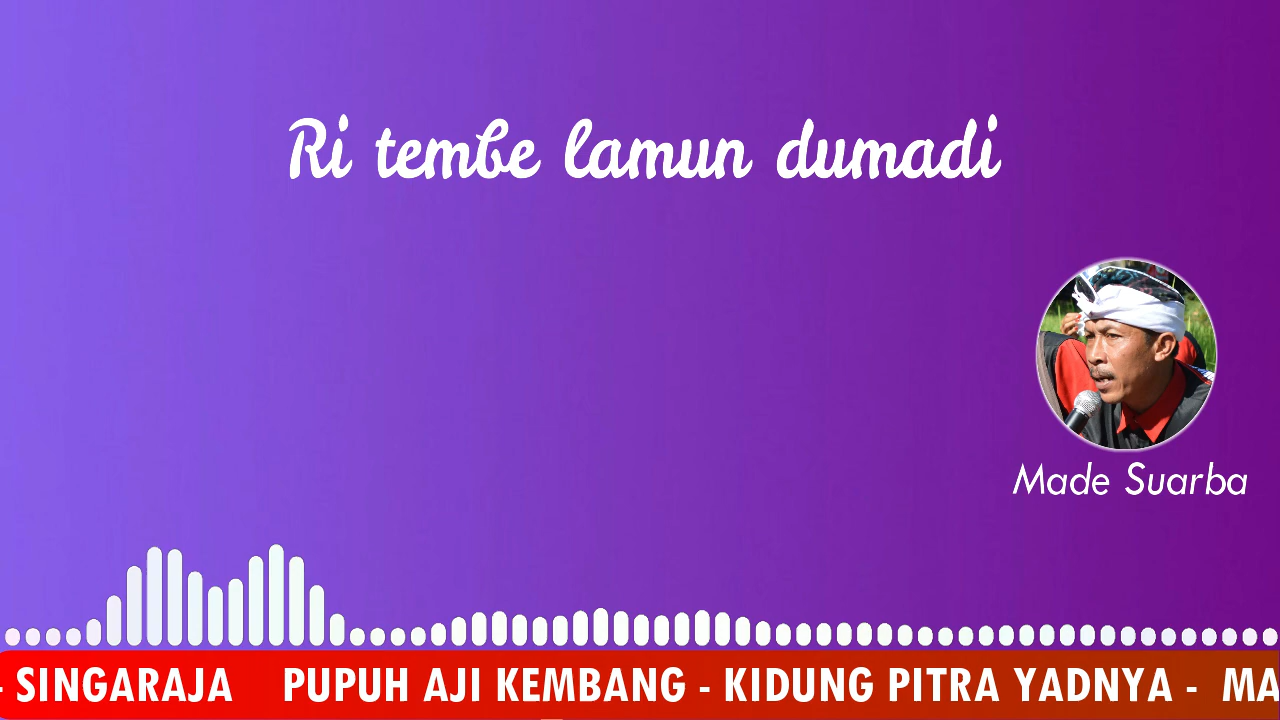 Ri tembe lamun dumadi
Made Suarba
- SINGARAJA PUPUH AJI KEMBANG - KIDUNG PITRA YADNYA - MA